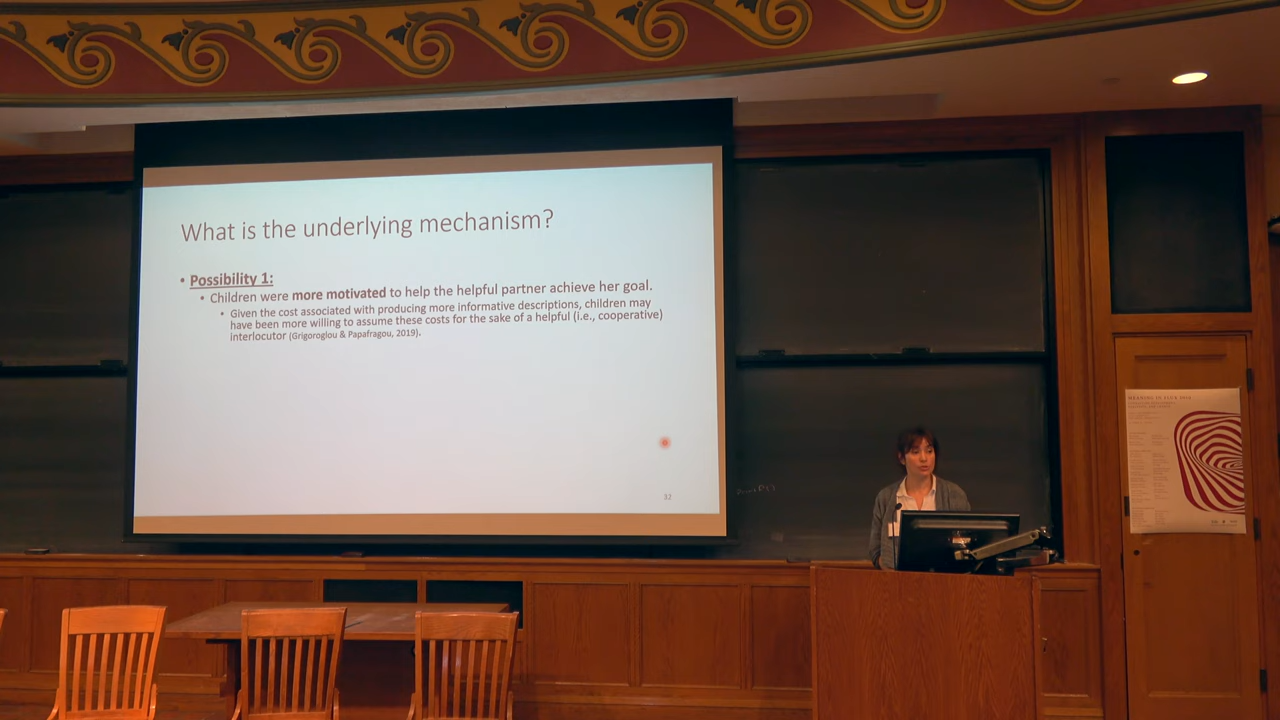 What is the underlying mechanism?
• Possibility 1:
• Children were more motivated to help the helpful partner achieve her goal.
• Given the cost associated with producing more informative descriptions, children may
have been more willing to assume these costs for the sake of a helpful (i.e., cooperative)
interlocutor (Grigoroglou & Papafragou, 2019).
32